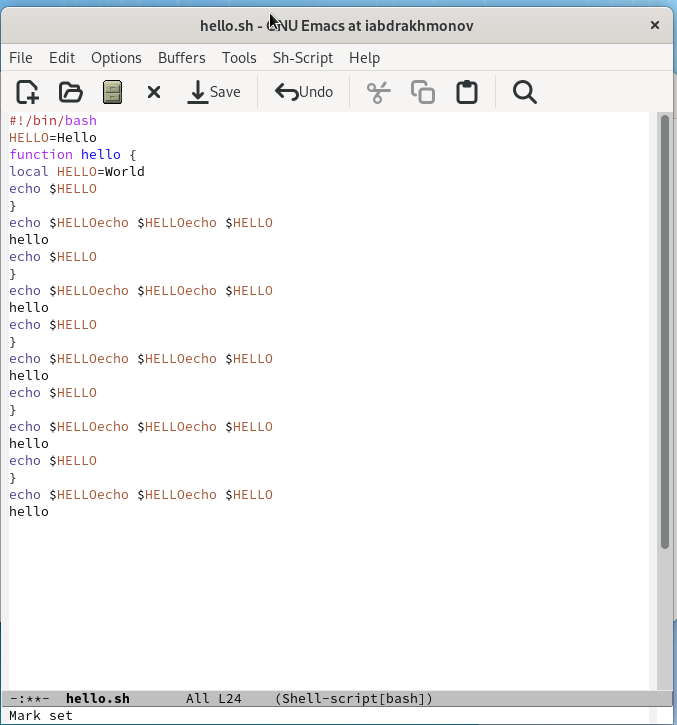 hello.sh - GNU Emacs at iabdrakhmonov
File Edit Options Buffers Tools Sh-Script Help
Save Undo
#!/bin/bash
HELLO=Hello
function hello {
local HELLO=World
echo $HELLO
}
echo $HELLOecho $HELLOecho $HELLO
hello
echo $HELLO
}
echo $HELLOecho $HELLOecho $HELLO
hello
echo $HELLO
}
echo $HELLOecho $HELLOecho $HELLO
hello
echo $HELLO
}
echo $HELLOecho $HELLOecho $HELLO
hello
echo $HELLO
}
echo $HELLOecho $HELLOecho $HELLO
hello
-:**- hello.sh All L24 (Shell-script[bash])
Mark set